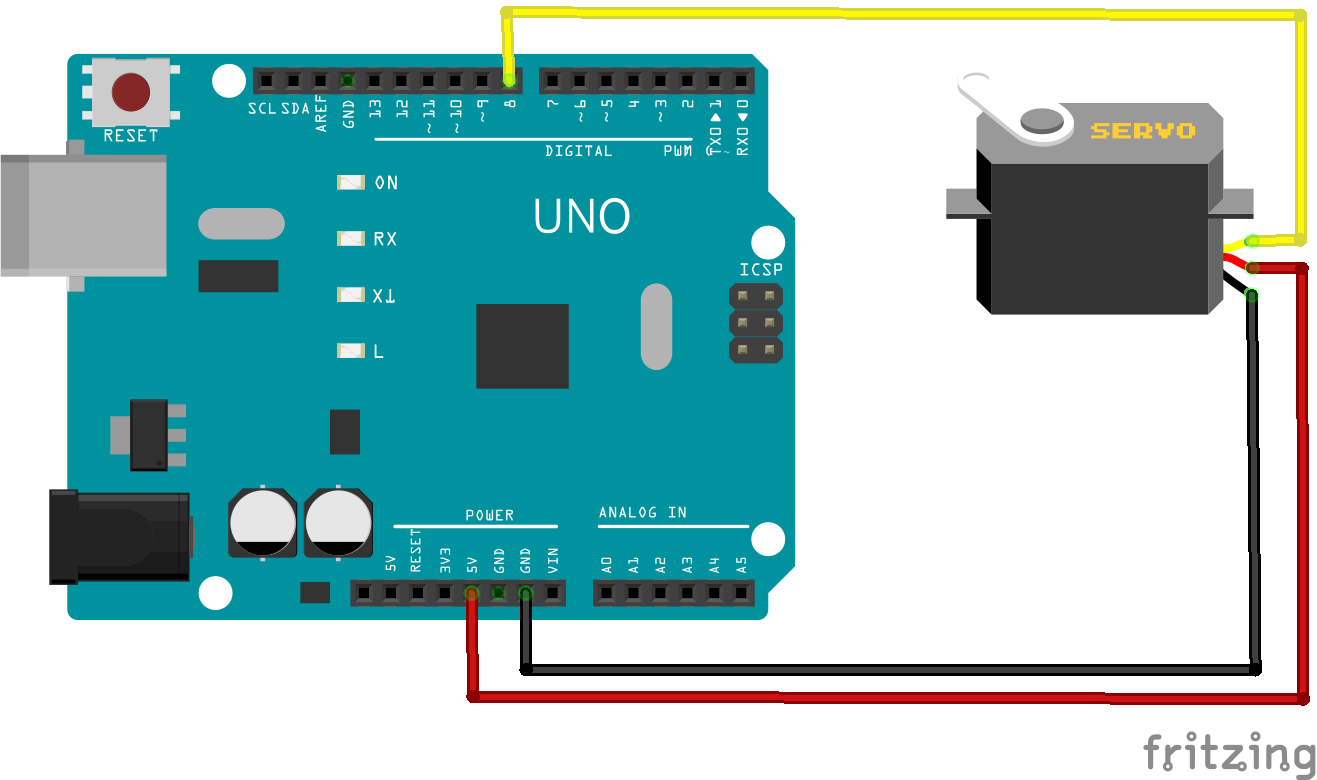 RESET
SCL SDA AREF GND 13 12 ~11 ~10 ~9 8 7 ~6 ~5 4 ~3 2 TX0▶1 RX0◀0
DIGITAL PWM ~
SERVO
ON
UNO
RX
ICSP
TX
L
POWER
ANALOG IN
5V RESET 3V3 5V GND GND VIN A0 A1 A2 A3 A4 A5
fritzing